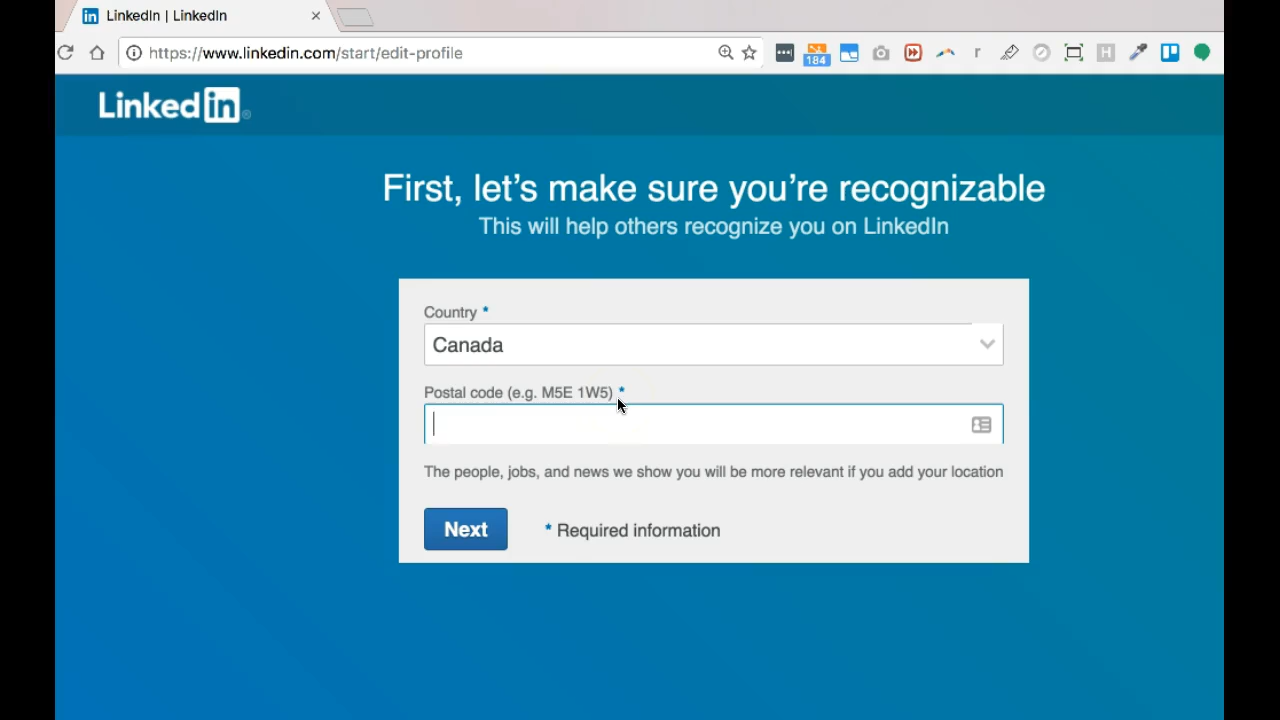 LinkedIn | LinkedIn
https://www.linkedin.com/start/edit-profile
184
r
H
Linked in
First, let's make sure you're recognizable
This will help others recognize you on LinkedIn
Country *
Canada
Postal code (e.g. M5E 1W5) *
The people, jobs, and news we show you will be more relevant if you add your location
Next
* Required information